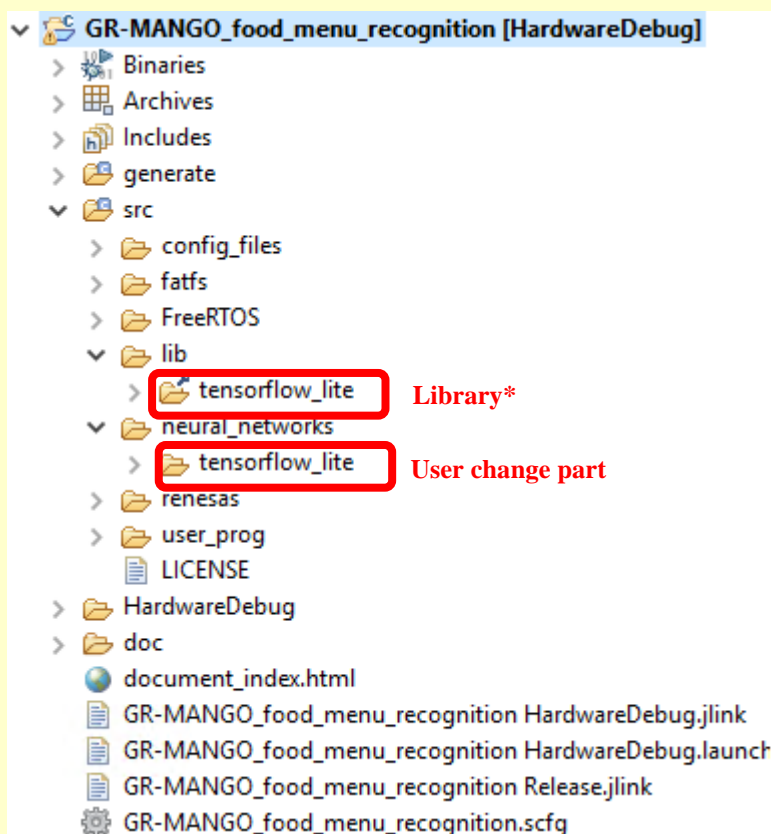 GR-MANGO_food_menu_recognition [HardwareDebug]
Binaries
Archives
Includes
generate
src
config_files
fatfs
FreeRTOS
lib
tensorflow_lite Library*
neural_networks
tensorflow_lite User change part
renesas
user_prog
LICENSE
HardwareDebug
doc
document_index.html
GR-MANGO_food_menu_recognition HardwareDebug.jlink
GR-MANGO_food_menu_recognition HardwareDebug.launch
GR-MANGO_food_menu_recognition Release.jlink
GR-MANGO_food_menu_recognition.scfg